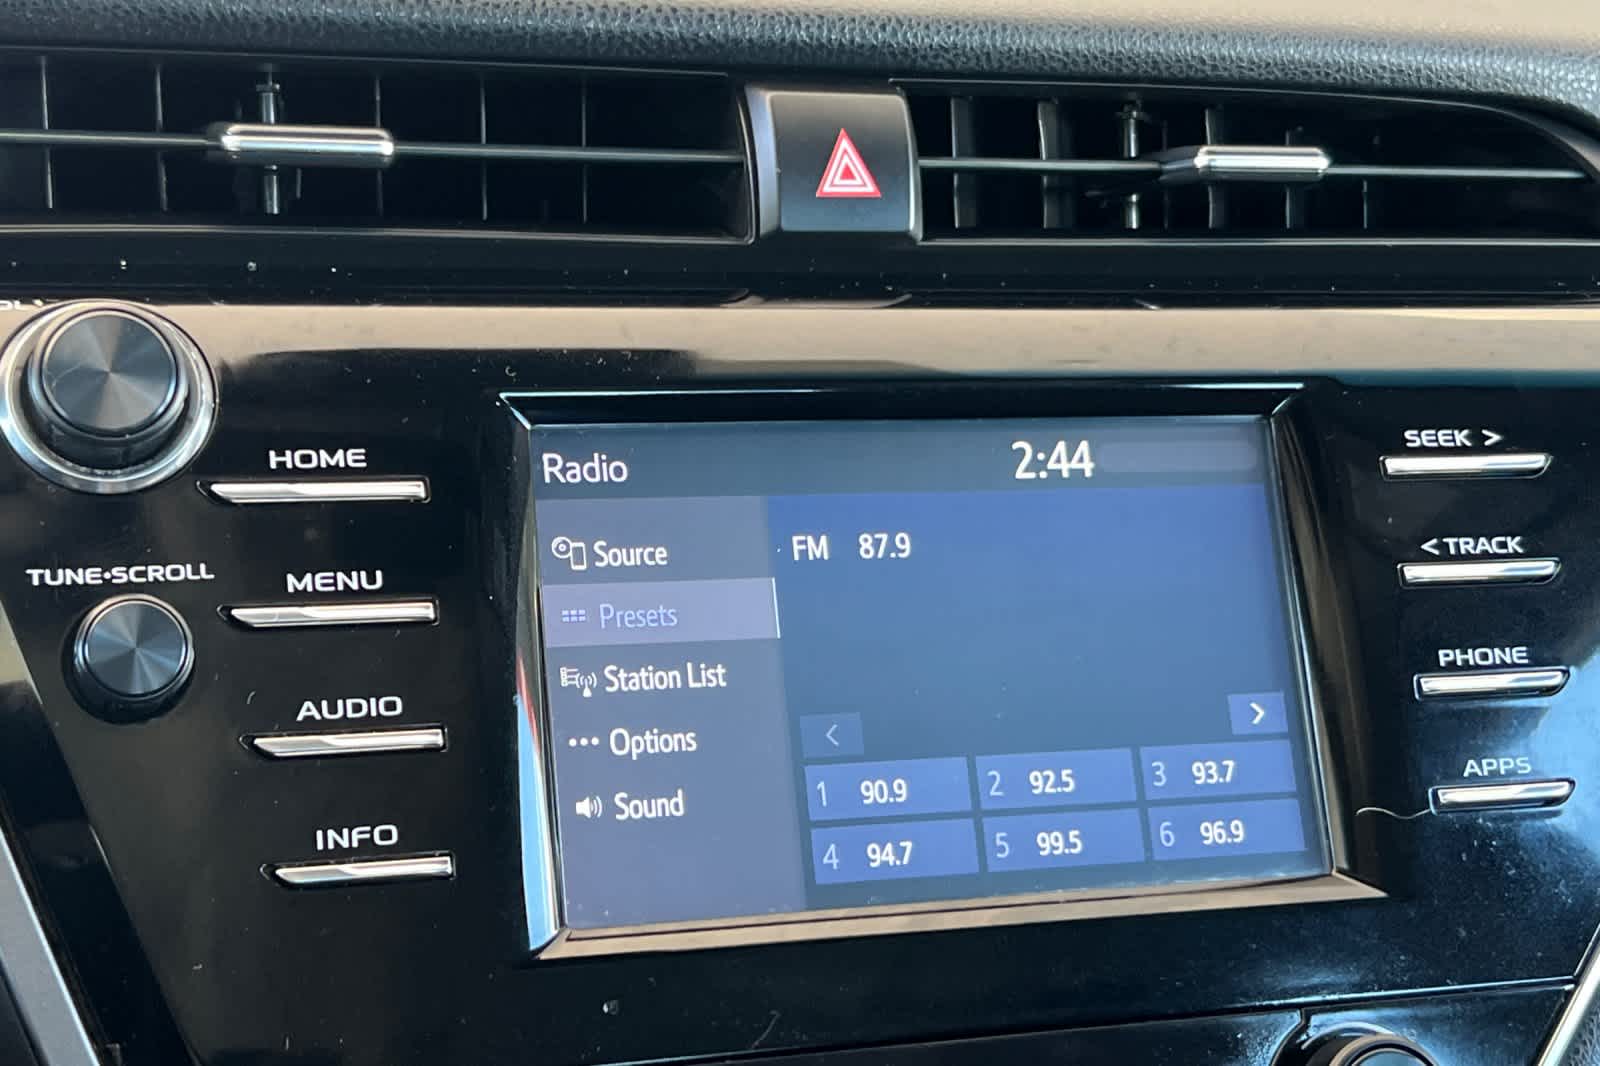 HOME
TUNE•SCROLL
MENU
AUDIO
INFO
Radio 2:44
Source
Presets
Station List
Options
Sound
FM 87.9
<
>
1 90.9 2 92.5 3 93.7
4 94.7 5 99.5 6 96.9
SEEK >
< TRACK
PHONE
APPS